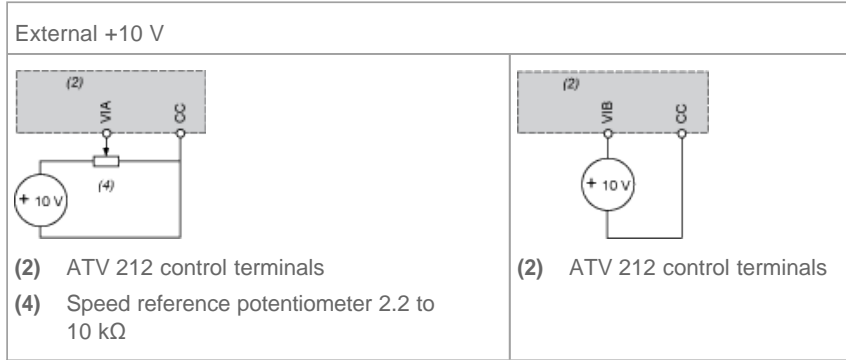 External +10 V
(2)
VIA
CC
(4)
+ 10 V
(2) ATV 212 control terminals
(4) Speed reference potentiometer 2.2 to
10 kΩ
(2)
VIB
CC
+ 10 V
(2) ATV 212 control terminals